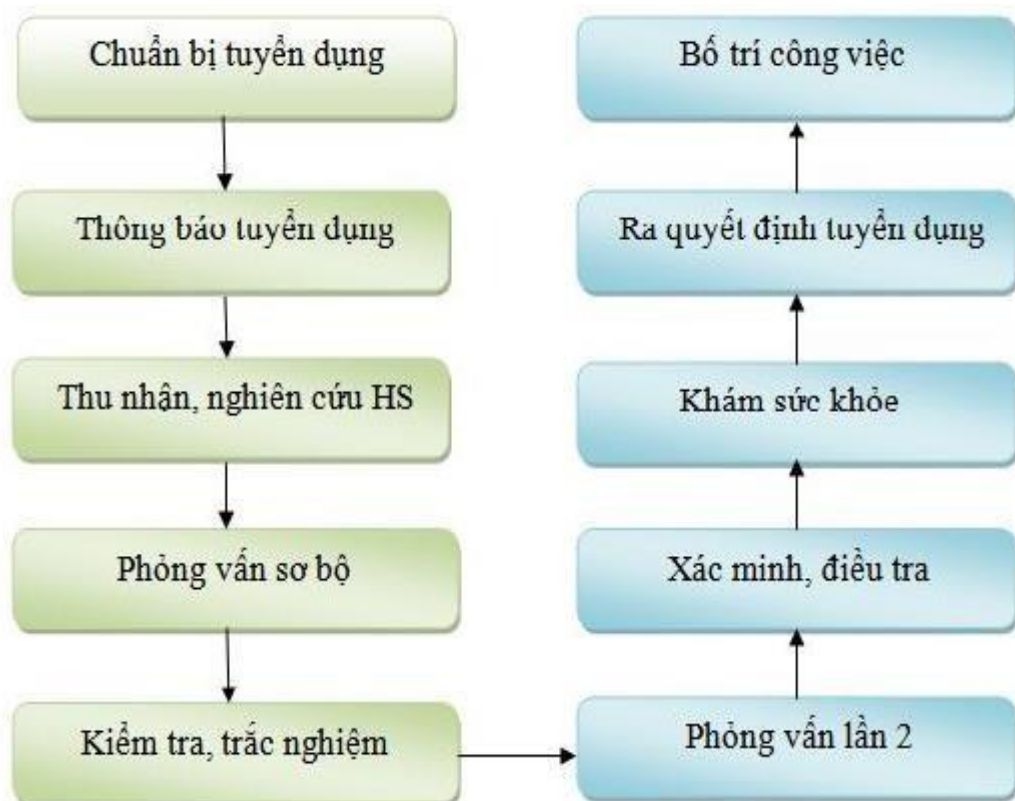 Chuẩn bị tuyển dụng
Thông báo tuyển dụng
Thu nhận, nghiên cứu HS
Phỏng vấn sơ bộ
Kiểm tra, trắc nghiệm
Phỏng vấn lần 2
Xác minh, điều tra
Khám sức khỏe
Ra quyết định tuyển dụng
Bố trí công việc